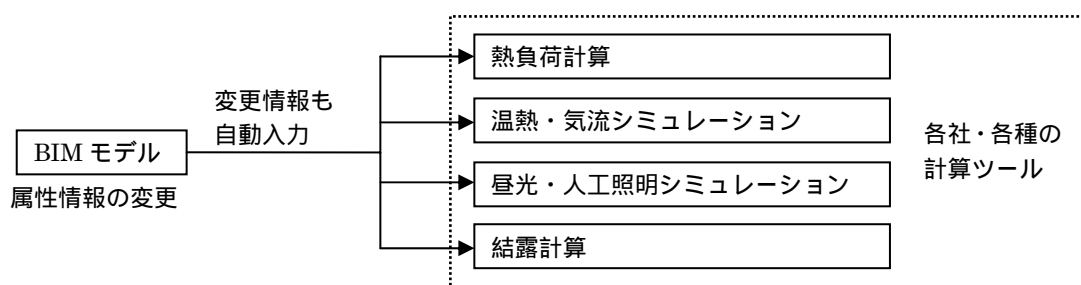 BIM モデル
属性情報の変更
変更情報も
自動入力
熱負荷計算
温熱・気流シミュレーション
昼光・人工照明シミュレーション
結露計算
各社・各種の
計算ツール